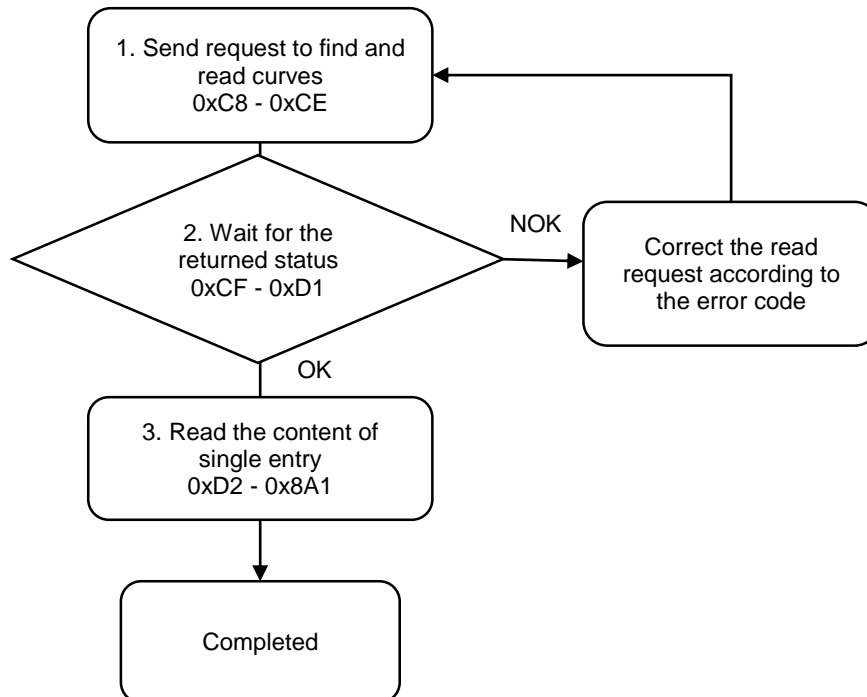 1. Send request to find and
read curves
0xC8 - 0xCE
2. Wait for the
returned status
0xCF - 0xD1
NOK
Correct the read
request according to
the error code
OK
3. Read the content of
single entry
0xD2 - 0x8A1
Completed